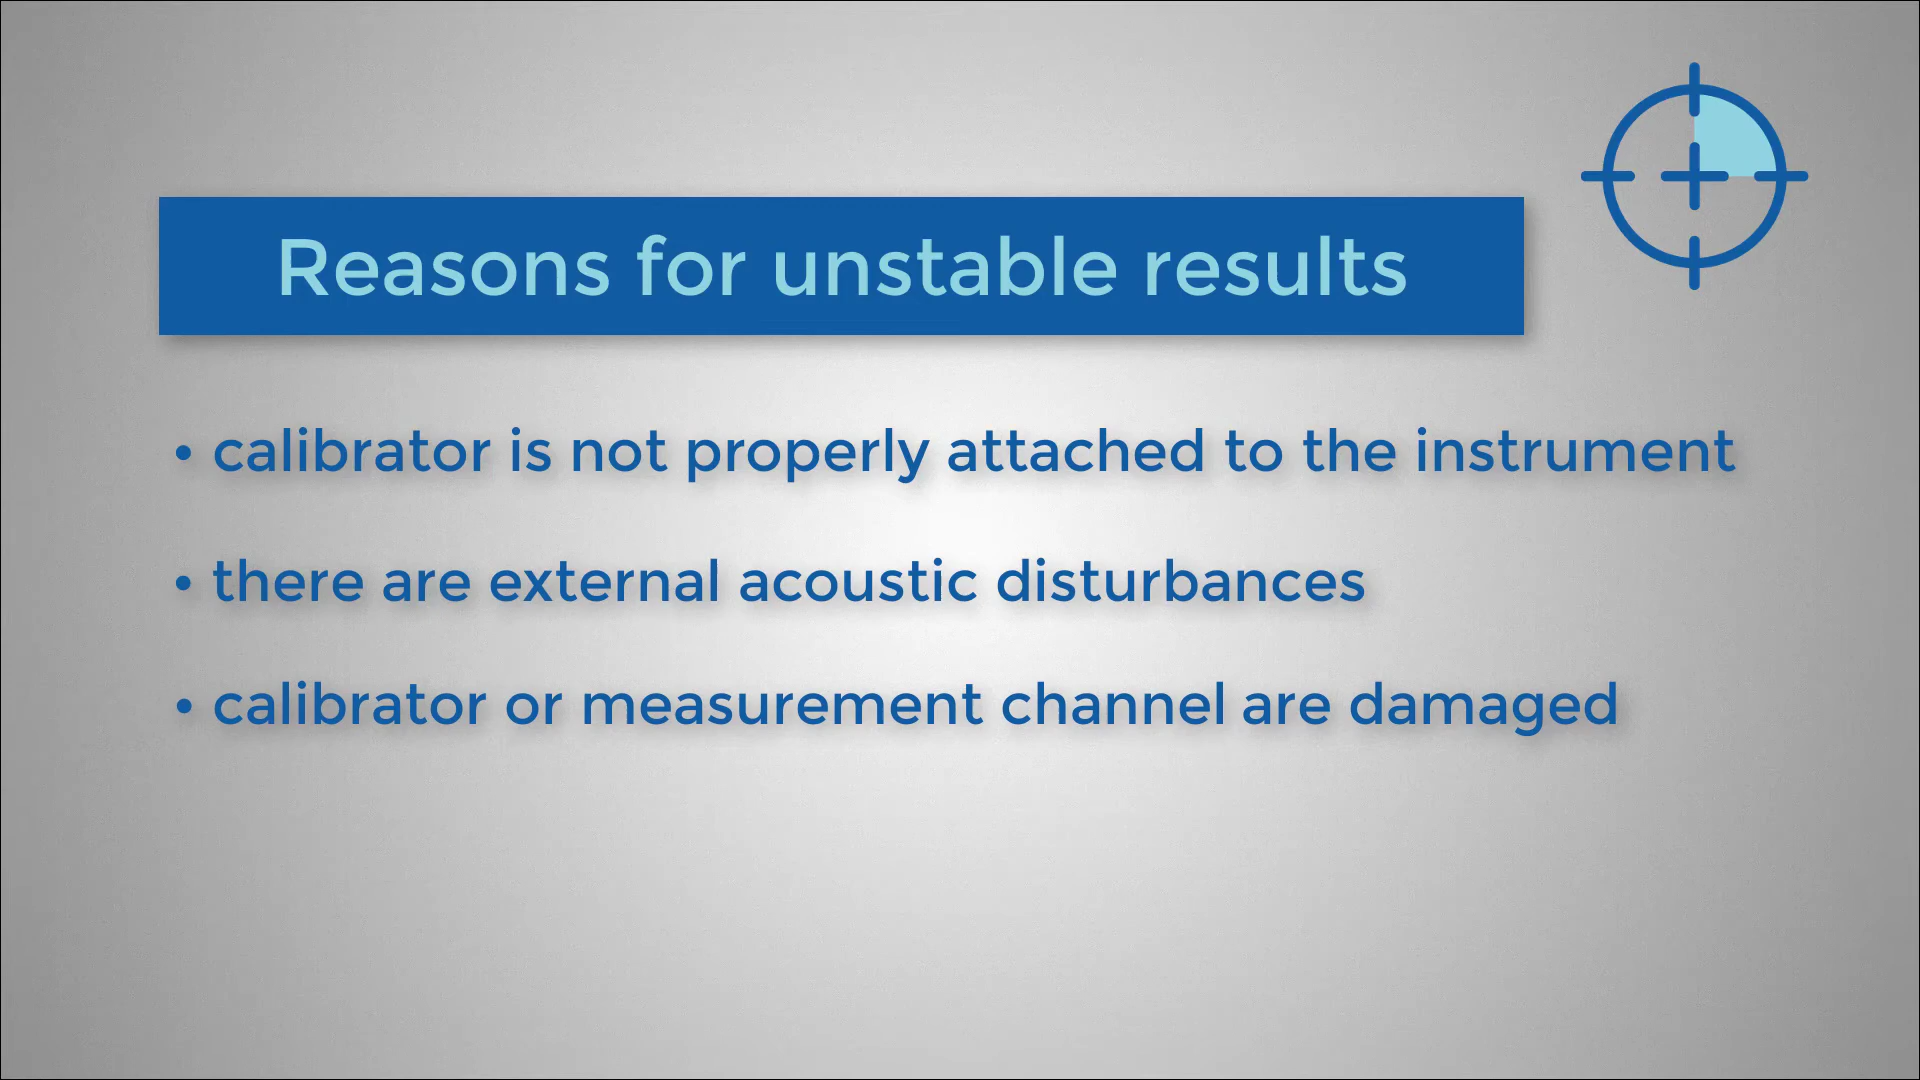 Reasons for unstable results
• calibrator is not properly attached to the instrument
• there are external acoustic disturbances
• calibrator or measurement channel are damaged